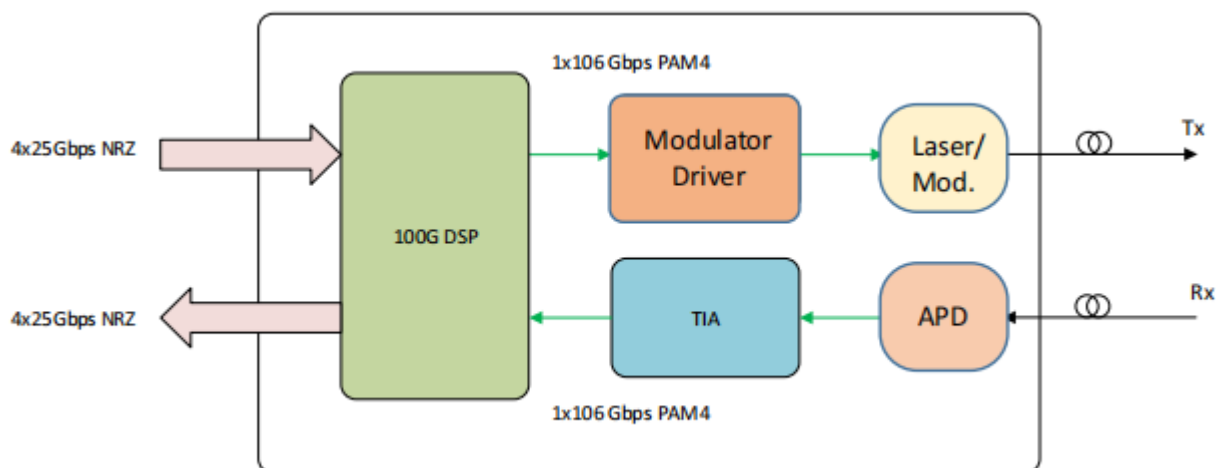 1x106 Gbps PAM4
4x25Gbps NRZ
100G DSP
Modulator
Driver
Laser/
Mod.
Tx
4x25Gbps NRZ
TIA
APD
Rx
1x106 Gbps PAM4